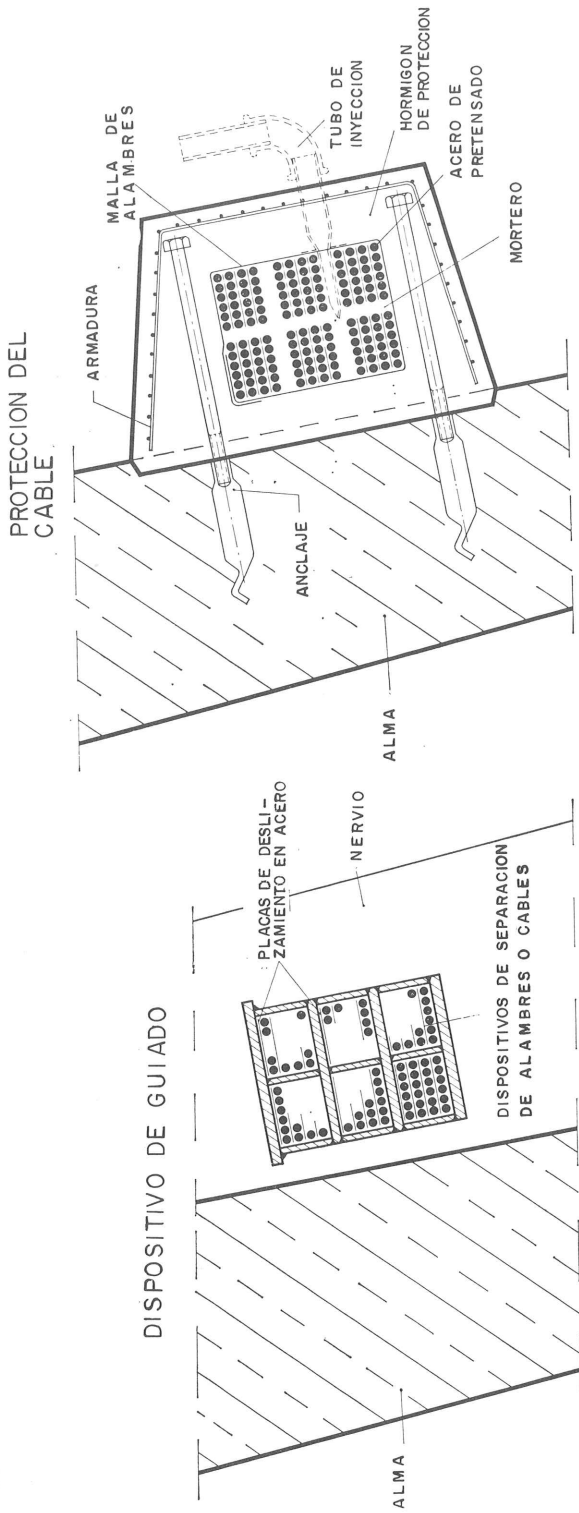 DISPOSITIVO DE GUIADO
PLACAS DE DESLI-
ZAMIENTO EN ACERO
NERVIO
DISPOSITIVOS DE SEPARACION
DE ALAMBRES O CABLES
ALMA
PROTECCION DEL
CABLE
ARMADURA
MALLA DE
ALAMBRES
TUBO DE
INYECCION
HORMIGON
DE PROTECCION
ACERO DE
PRETENSADO
MORTERO
ANCLAJE
ALMA